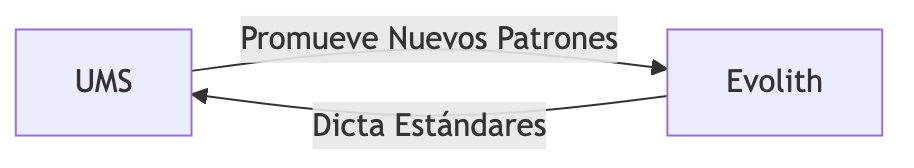 Promueve Nuevos Patrones
UMS
Evolith
Dicta Estándares